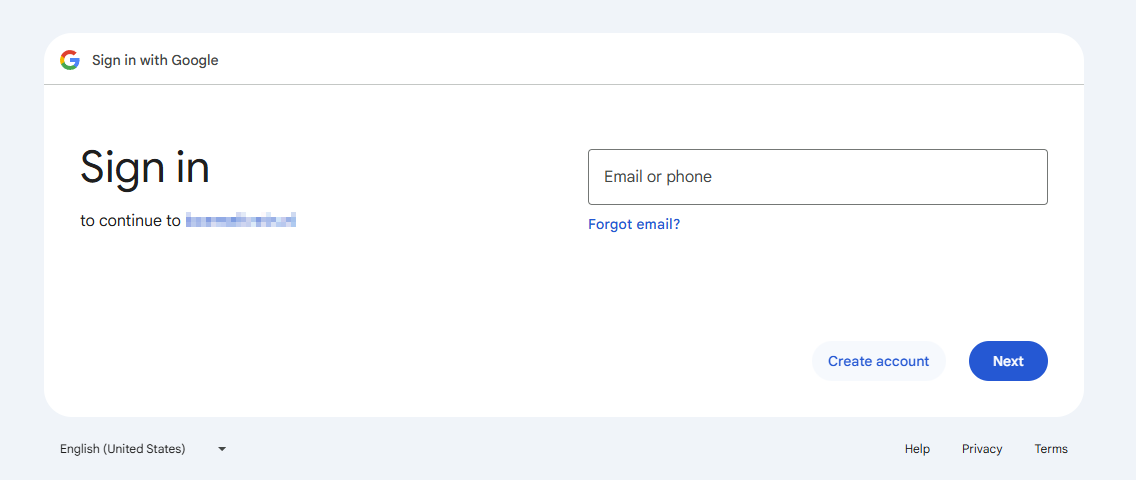 Sign in with Google
Sign in
to continue to
Email or phone
Forgot email?
Create account
Next
English (United States)
Help
Privacy
Terms